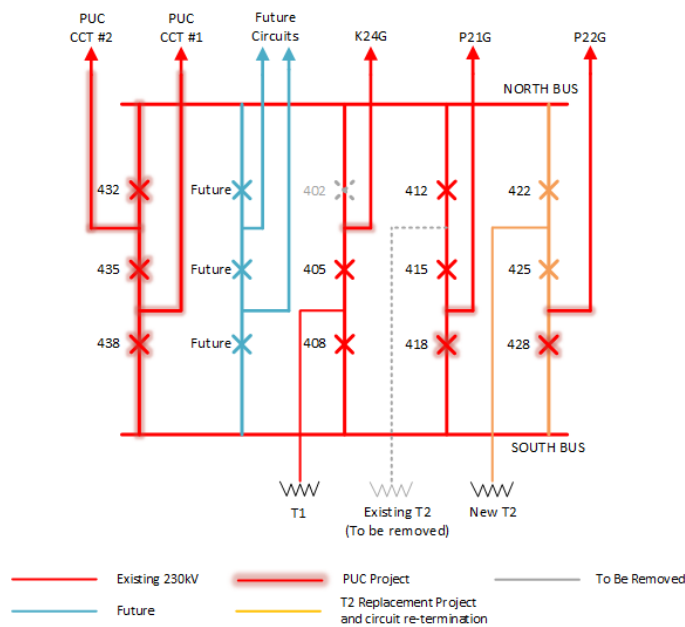 PUC
CCT #2
PUC
CCT #1
Future
Circuits
K24G
P21G
P22G
NORTH BUS
432
Future
402
412
422
435
Future
405
415
425
438
Future
408
418
428
SOUTH BUS
T1
Existing T2
(To be removed)
New T2
Existing 230kV
PUC Project
To Be Removed
Future
T2 Replacement Project
and circuit re-termination